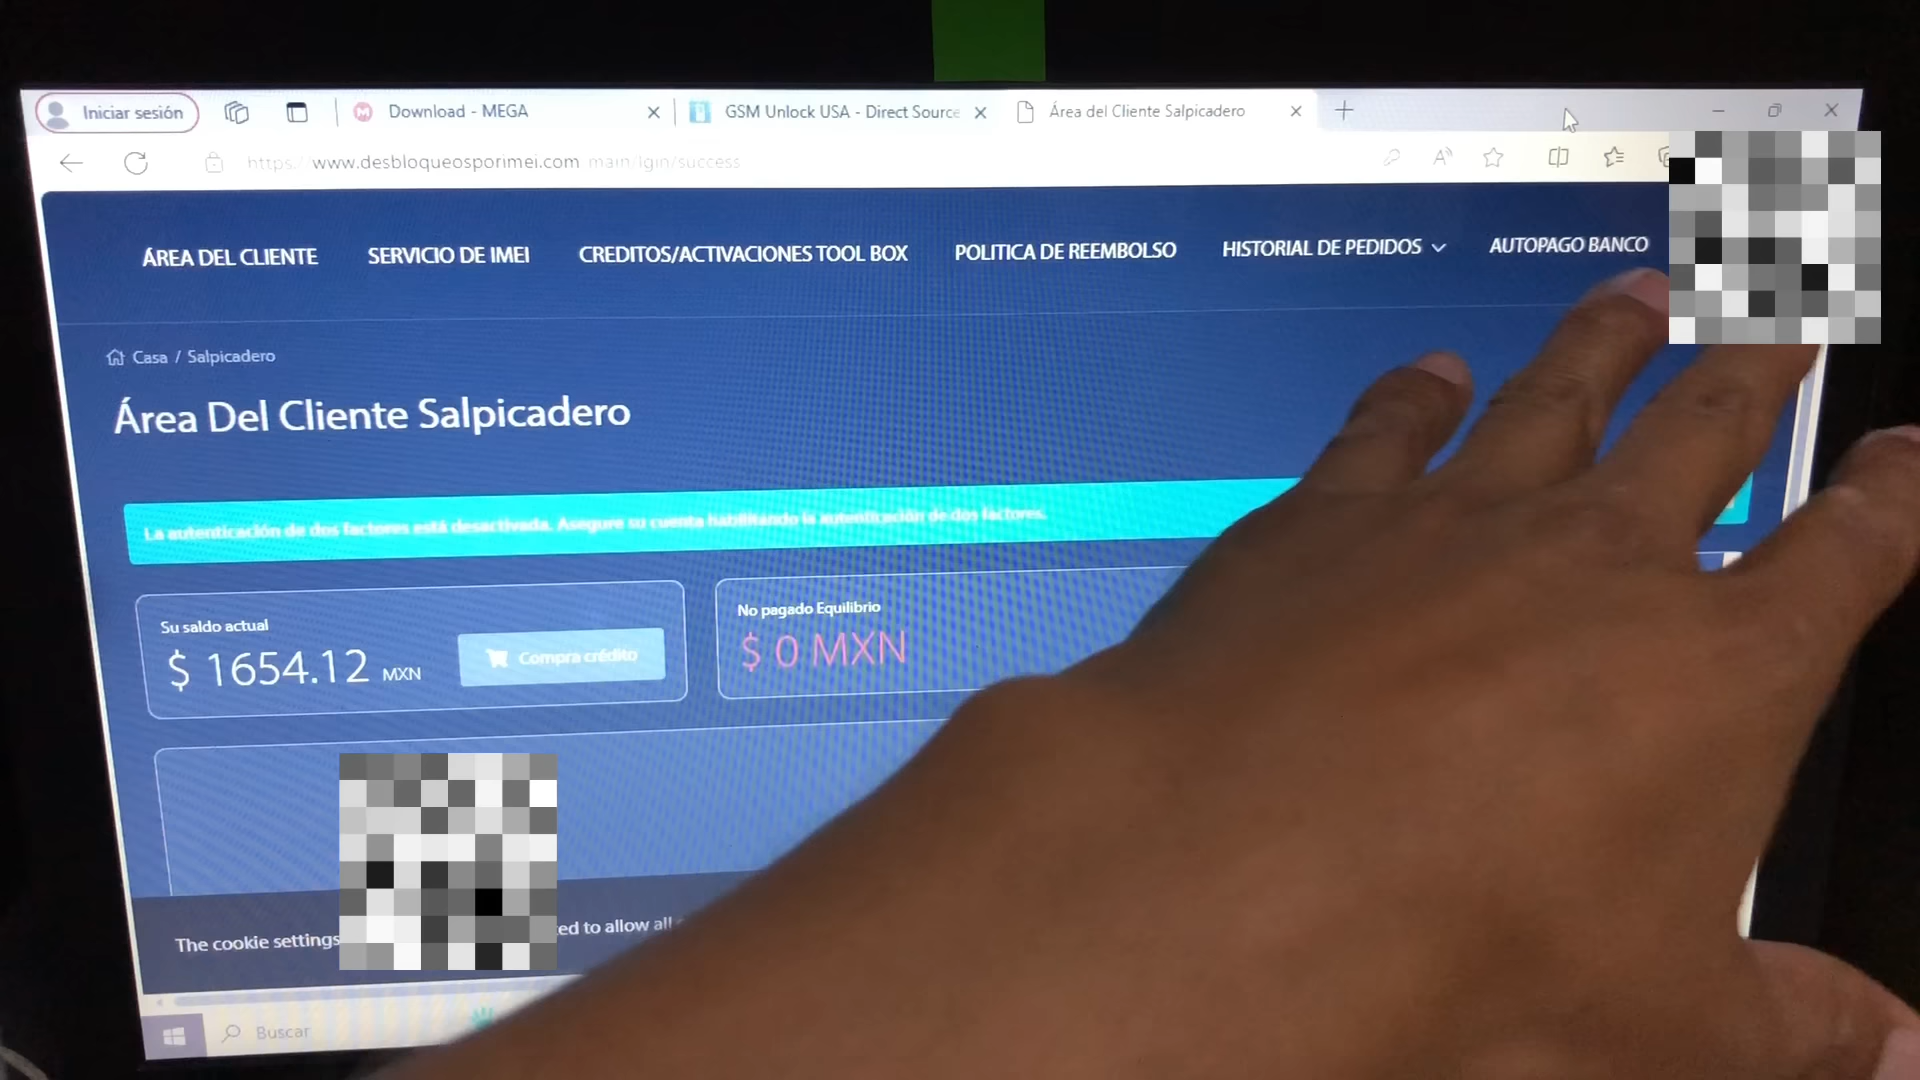 Iniciar sesión
Download - MEGA
GSM Unlock USA - Direct Source
Área del Cliente Salpicadero
https: www.desbloqueosporimei.com main/lgin/success
ÁREA DEL CLIENTE
SERVICIO DE IMEI
CREDITOS/ACTIVACIONES TOOL BOX
POLITICA DE REEMBOLSO
HISTORIAL DE PEDIDOS
AUTOPAGO BANCO
Casa / Salpicadero
Área Del Cliente Salpicadero
La autenticación de dos factores está desactivada. Asegure su cuenta habilitando la autenticación de dos factores.
Su saldo actual
$ 1654.12 MXN
Compra crédito
No pagado Equilibrio
$ 0 MXN
The cookie settings
to allow all
Buscar